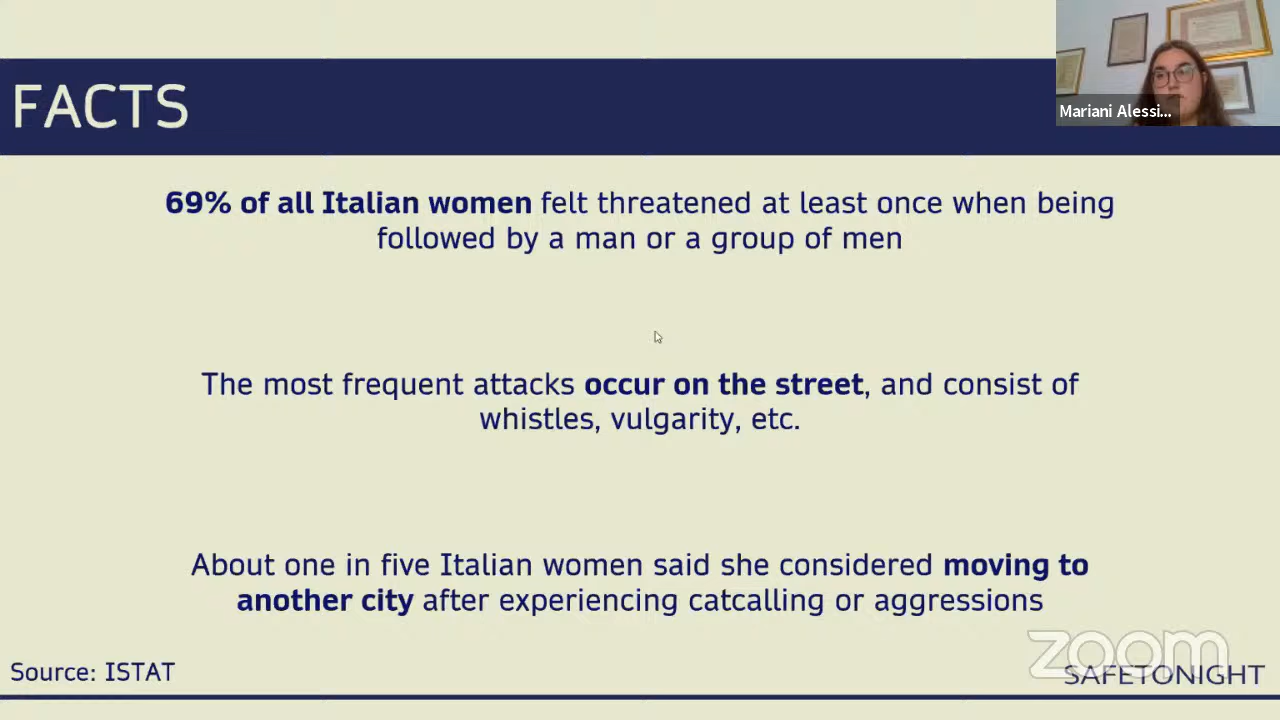 FACTS
Mariani Alessi...
69% of all Italian women felt threatened at least once when being
followed by a man or a group of men
The most frequent attacks occur on the street, and consist of
whistles, vulgarity, etc.
About one in five Italian women said she considered moving to
another city after experiencing catcalling or aggressions
zoom
Source: ISTAT
SAFETONIGHT